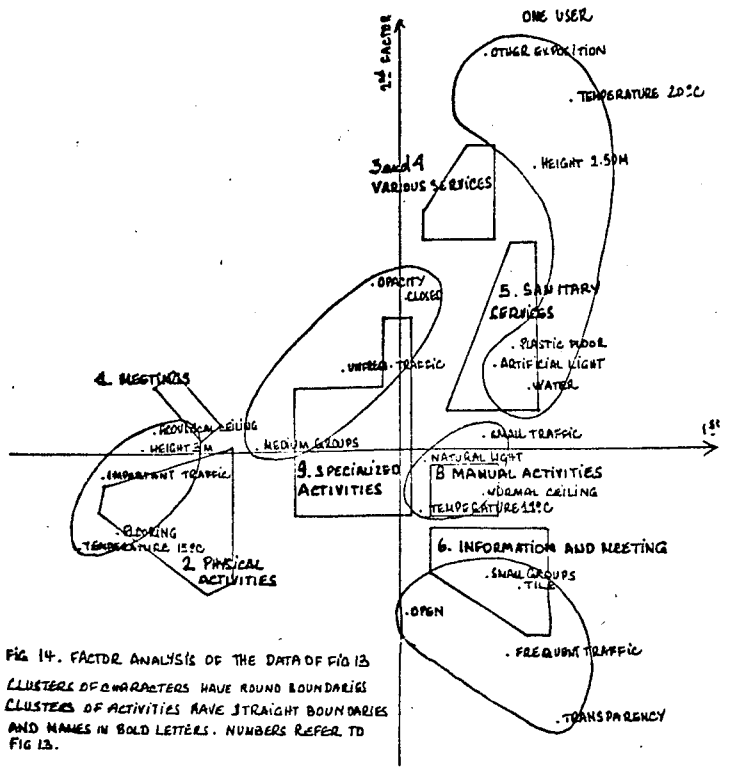 ONE USER
2nd FACTOR
.OTHER EXPOSITION
.TEMPERATURE 20°C
3 and 4
VARIOUS SERVICES
.HEIGHT 2.50M
.OPACITY
.CLOSED
5. SANITARY
SERVICES
.PLASTIC FLOOR
.ARTIFICIAL LIGHT
.WATER
UNFREQ. TRAFFIC
MEETINGS
CEILING
.HEIGHT 3M
.MEDIUM GROUPS
.SMALL TRAFFIC
1st
.IMPORTANT TRAFFIC
9. SPECIALIZED
ACTIVITIES
.NATURAL LIGHT
8 MANUAL ACTIVITIES
.NORMAL CEILING
.FLOORING
.TEMPERATURE 15°C
2 PHYSICAL
ACTIVITIES
6. INFORMATION AND MEETING
.SMALL GROUPS
.TILE
.OPEN
.FREQUENT TRAFFIC
.TRANSPARENCY
FIG 14. FACTOR ANALYSIS OF THE DATA OF FIG 13
CLUSTERS OF CHARACTERS HAVE ROUND BOUNDARIES
CLUSTERS OF ACTIVITIES HAVE STRAIGHT BOUNDARIES
AND NAMES IN BOLD LETTERS. NUMBERS REFER TO
FIG 13.